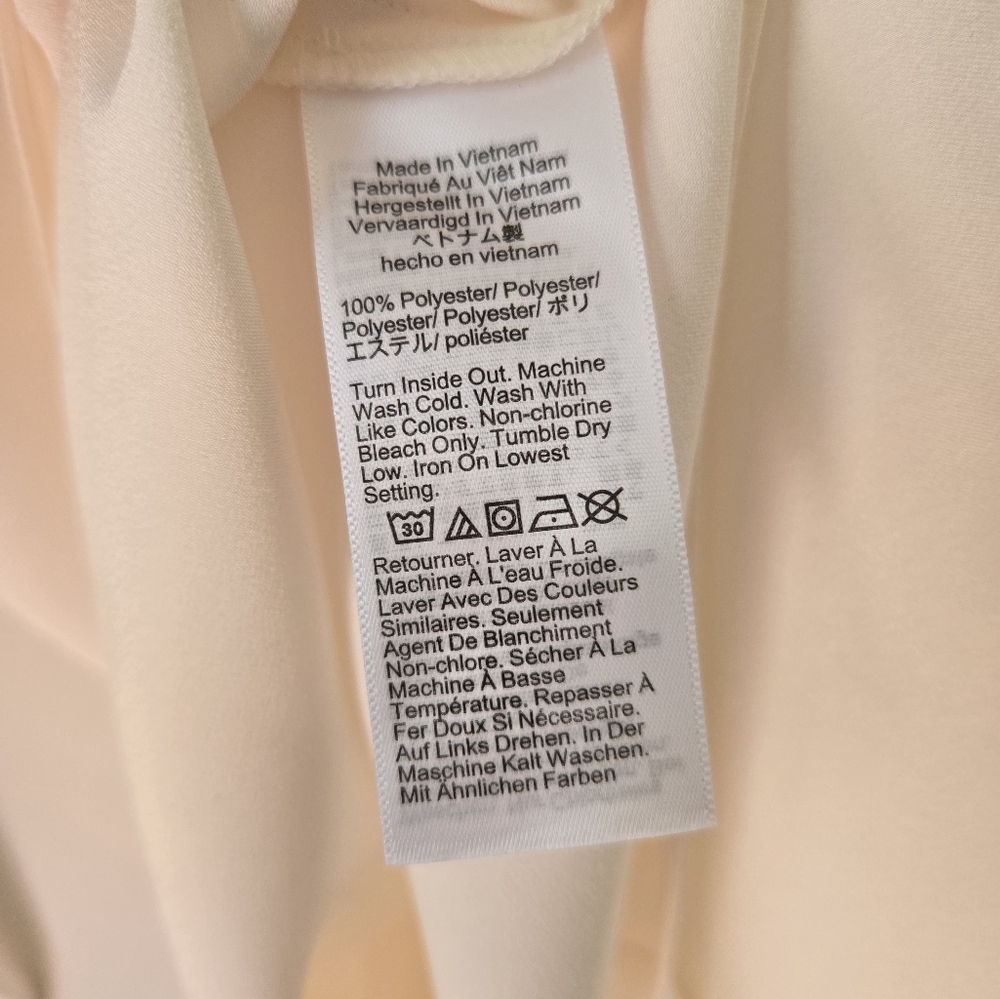 Made In Vietnam
Fabriqué Au Viêt Nam
Hergestellt In Vietnam
Vervaardigd In Vietnam
ベトナム製
hecho en vietnam
100% Polyester/ Polyester/
Polyester/ Polyester/ ポリ
エステル/ poliéster
Turn Inside Out. Machine
Wash Cold. Wash With
Like Colors. Non-chlorine
Bleach Only. Tumble Dry
Low. Iron On Lowest
Setting.
30
Retourner. Laver À La
Machine À L'eau Froide.
Laver Avec Des Couleurs
Similaires. Seulement
Agent De Blanchiment
Non-chlore. Sécher À La
Machine À Basse
Température. Repasser À
Fer Doux Si Nécessaire.
Auf Links Drehen. In Der
Maschine Kalt Waschen.
Mit Ähnlichen Farben